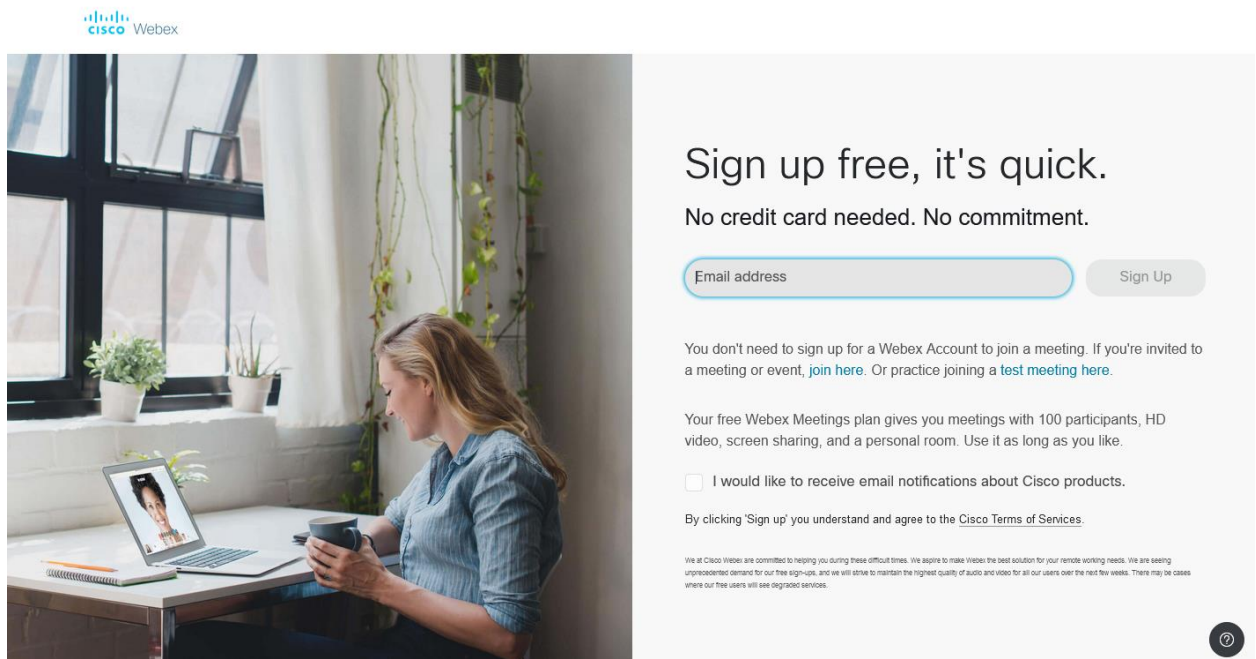 CISCO Webex
Sign up free, it's quick.
No credit card needed. No commitment.
Email address
Sign Up
You don't need to sign up for a Webex Account to join a meeting. If you're invited to
a meeting or event, join here. Or practice joining a test meeting here.
Your free Webex Meetings plan gives you meetings with 100 participants, HD
video, screen sharing, and a personal room. Use it as long as you like.
I would like to receive email notifications about Cisco products.
By clicking 'Sign up' you understand and agree to the Cisco Terms of Services.
We at Cisco Webex are committed to helping you during these difficult times. We aspire to make Webex the best solution for your remote working needs. We are seeing
unprecedented demand for our free sign-ups, and we will strive to maintain the highest quality of audio and video for all our users over the next few weeks. There may be cases
where our free users will see degraded services.
?